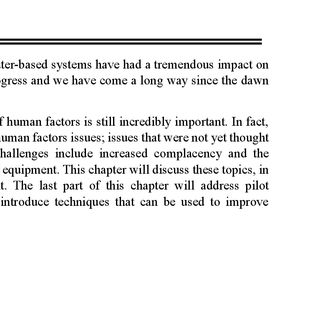 ter-based systems have had a tremendous impact on
gress and we have come a long way since the dawn
f human factors is still incredibly important. In fact,
uman factors issues; issues that were not yet thought
hallenges include increased complacency and the
equipment. This chapter will discuss these topics, in
t. The last part of this chapter will address pilot
introduce techniques that can be used to improve